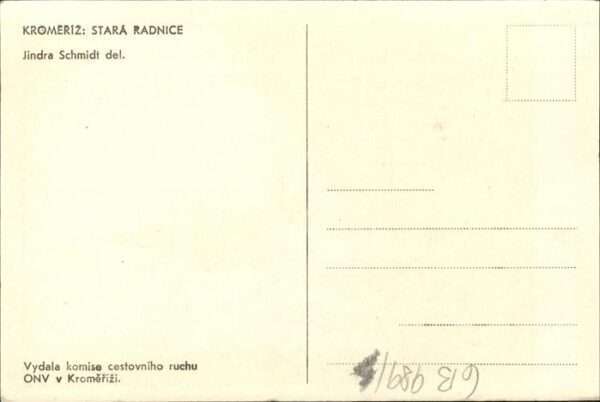 KROMĚŘÍŽ: STARÁ RADNICE
Jindra Schmidt del.
Vydala komise cestovního ruchu
ONV v Kroměříži.